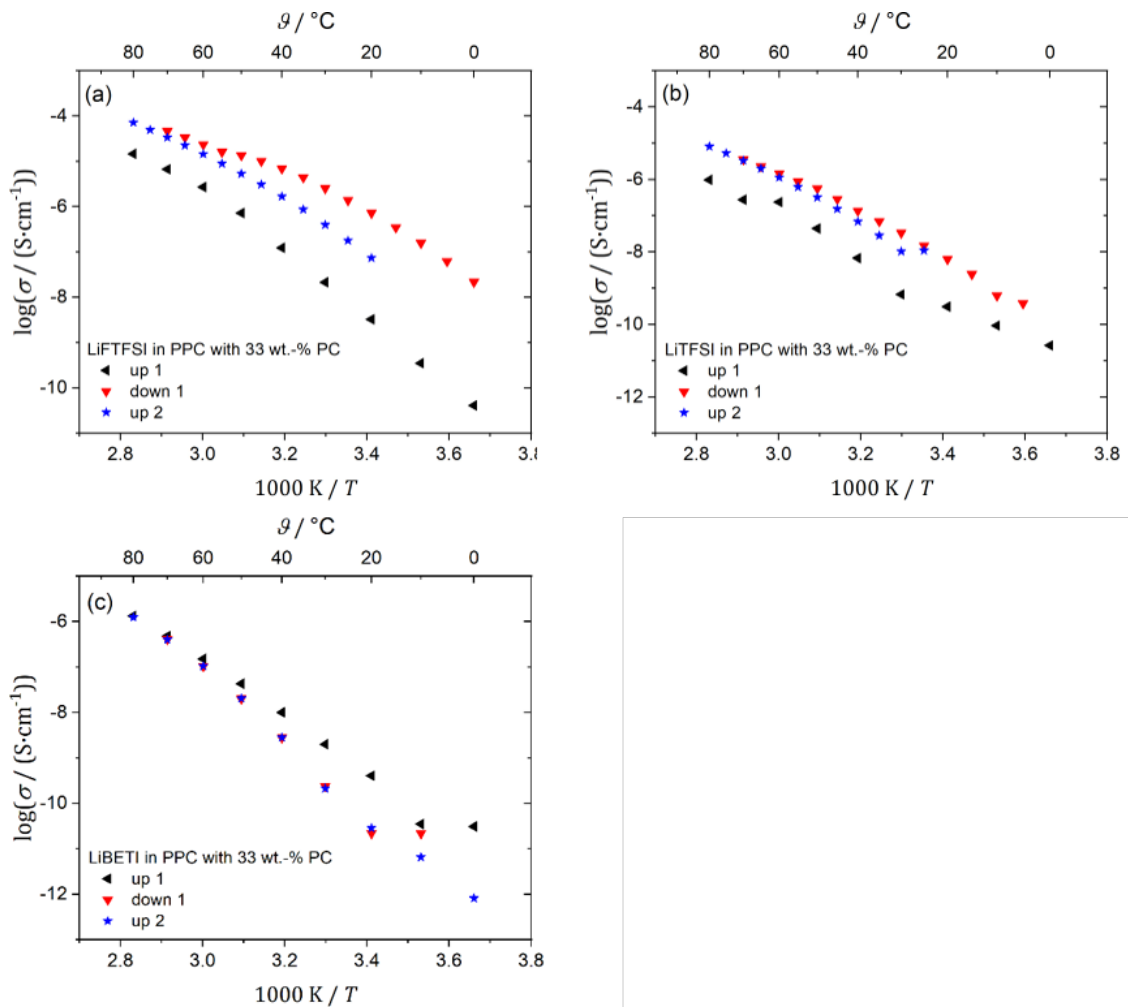 ϑ / °C
80 60 40 20 0
(a)
-4
-6
-8
-10
log(σ / (S·cm⁻¹))
LiFTFSI in PPC with 33 wt.-% PC
up 1
down 1
up 2
2.8 3.0 3.2 3.4 3.6 3.8
1000 K / T
ϑ / °C
80 60 40 20 0
(b)
-4
-6
-8
-10
-12
log(σ / (S·cm⁻¹))
LiTFSI in PPC with 33 wt.-% PC
up 1
down 1
up 2
2.8 3.0 3.2 3.4 3.6 3.8
1000 K / T
ϑ / °C
80 60 40 20 0
(c)
-6
-8
-10
-12
log(σ / (S·cm⁻¹))
LiBETI in PPC with 33 wt.-% PC
up 1
down 1
up 2
2.8 3.0 3.2 3.4 3.6 3.8
1000 K / T